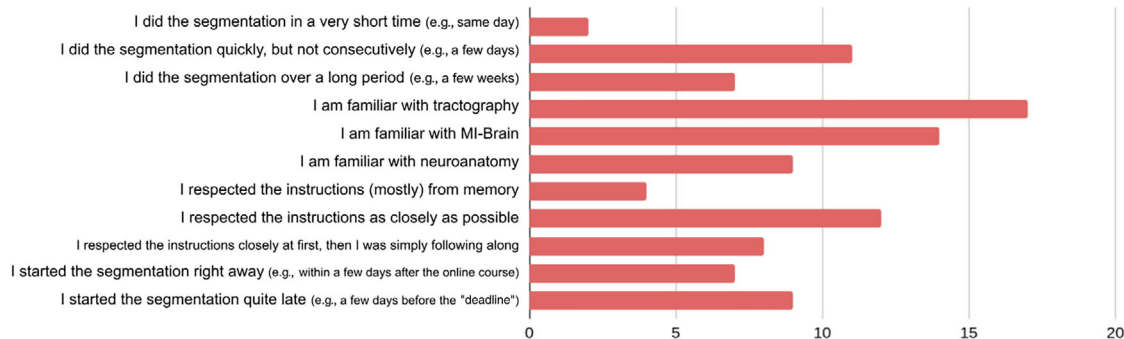 I did the segmentation in a very short time (e.g., same day)
I did the segmentation quickly, but not consecutively (e.g., a few days)
I did the segmentation over a long period (e.g., a few weeks)
I am familiar with tractography
I am familiar with MI-Brain
I am familiar with neuroanatomy
I respected the instructions (mostly) from memory
I respected the instructions as closely as possible
I respected the instructions closely at first, then I was simply following along
I started the segmentation right away (e.g., within a few days after the online course)
I started the segmentation quite late (e.g., a few days before the "deadline")
0 5 10 15 20